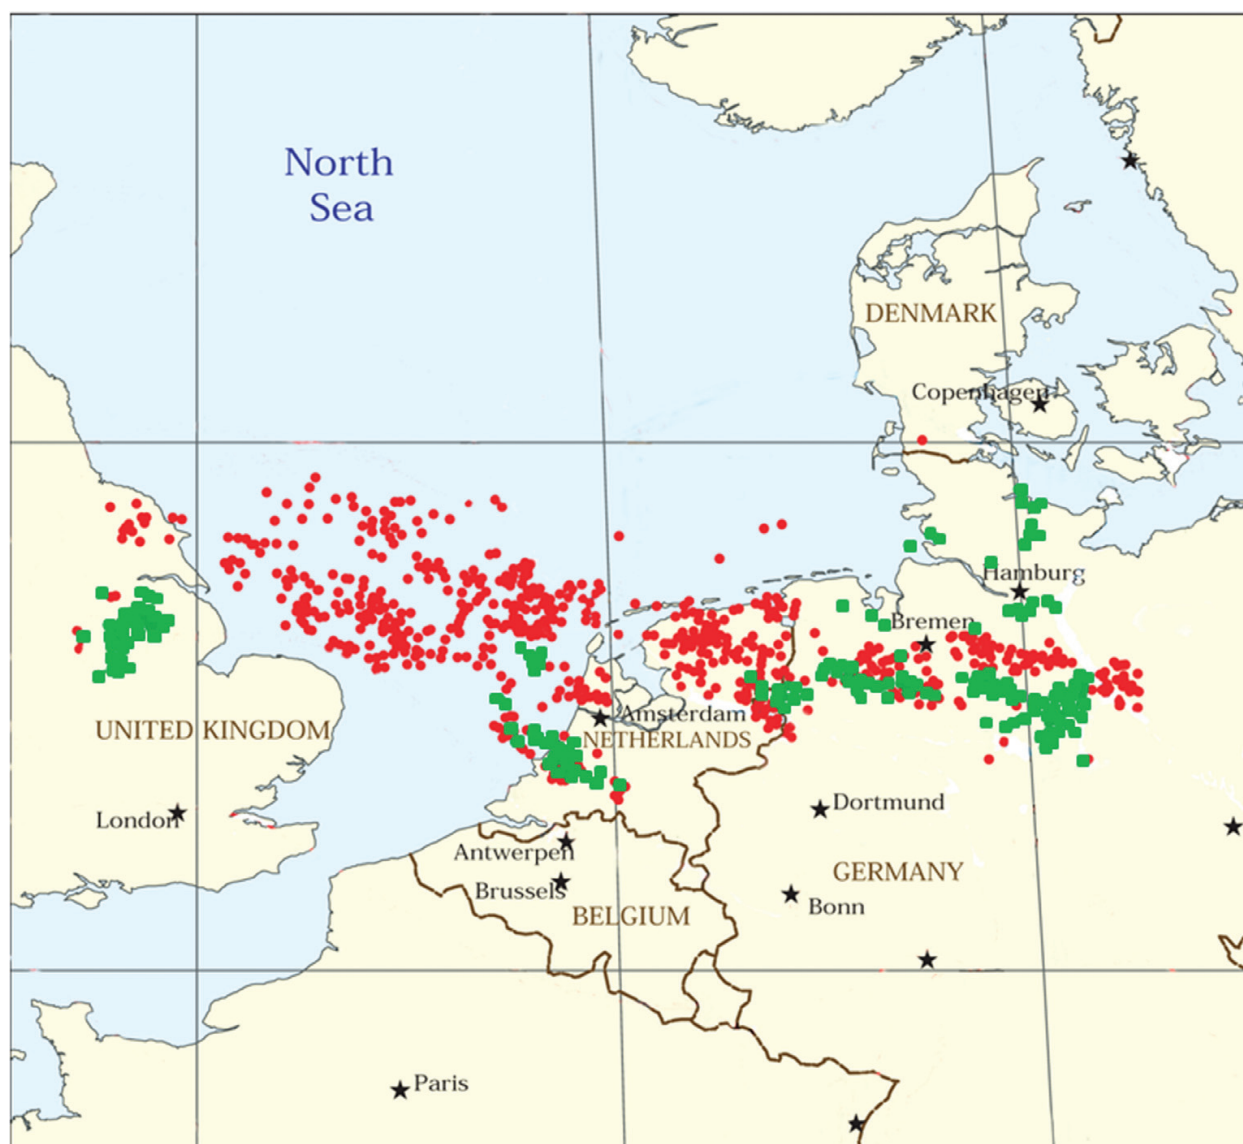 North
Sea
DENMARK
Copenhagen
Hamburg
Bremen
UNITED KINGDOM
Amsterdam
NETHERLANDS
London
Dortmund
Antwerpen
GERMANY
Brussels
Bonn
BELGIUM
Paris